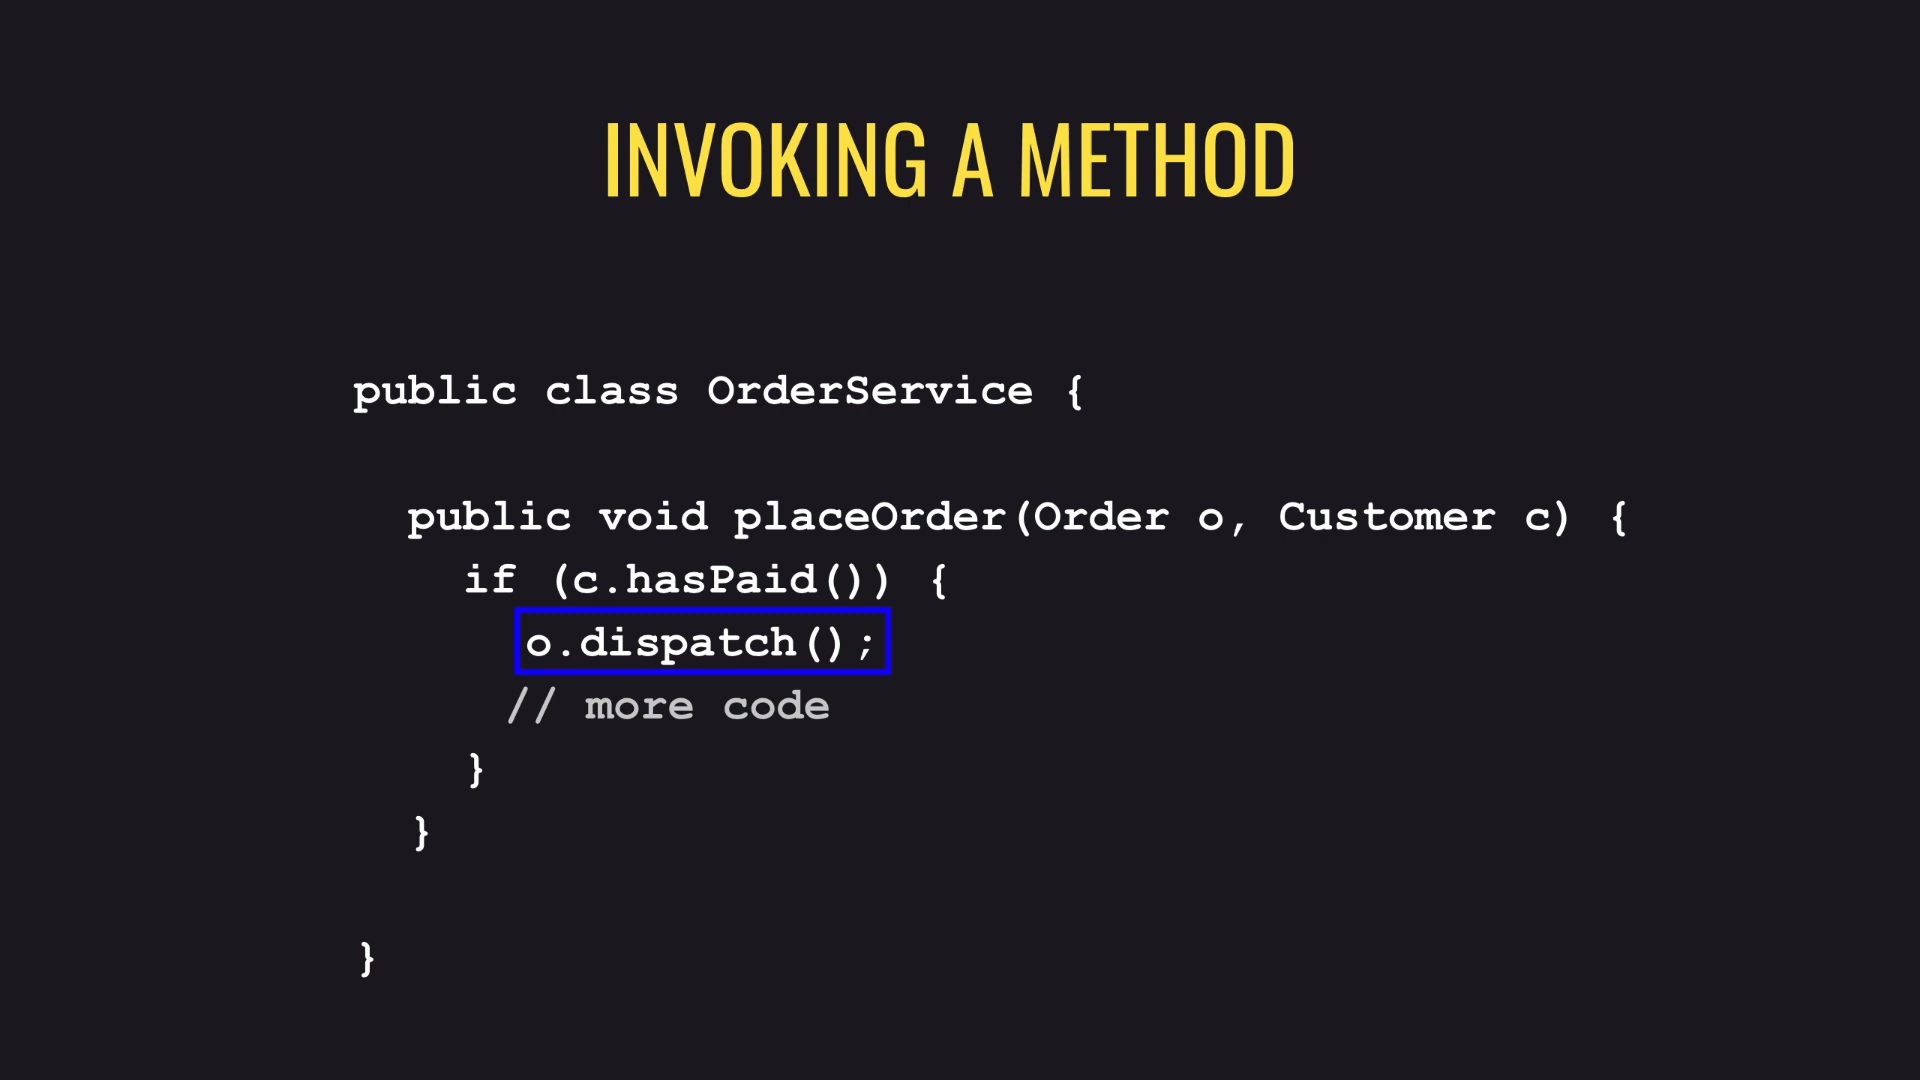 INVOKING A METHOD
public class OrderService {
public void placeOrder(Order o, Customer c) {
if (c.hasPaid()) {
o.dispatch();
// more code
}
}
}